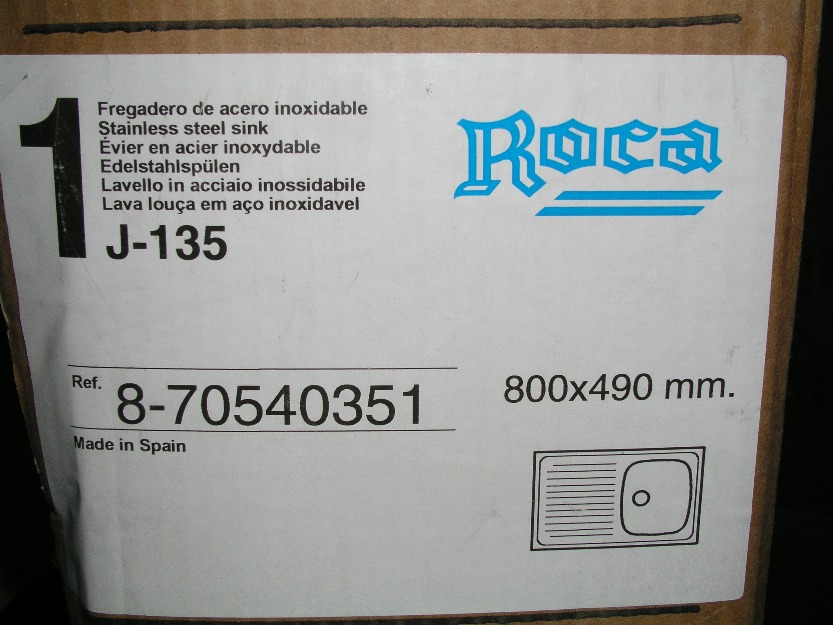 1
Fregadero de acero inoxidable
Stainless steel sink
Évier en acier inoxydable
Edelstahlspülen
Lavello in acciaio inossidabile
Lava louça em aço inoxidavel
J-135
Roca
Ref. 8-70540351
800x490 mm.
Made in Spain